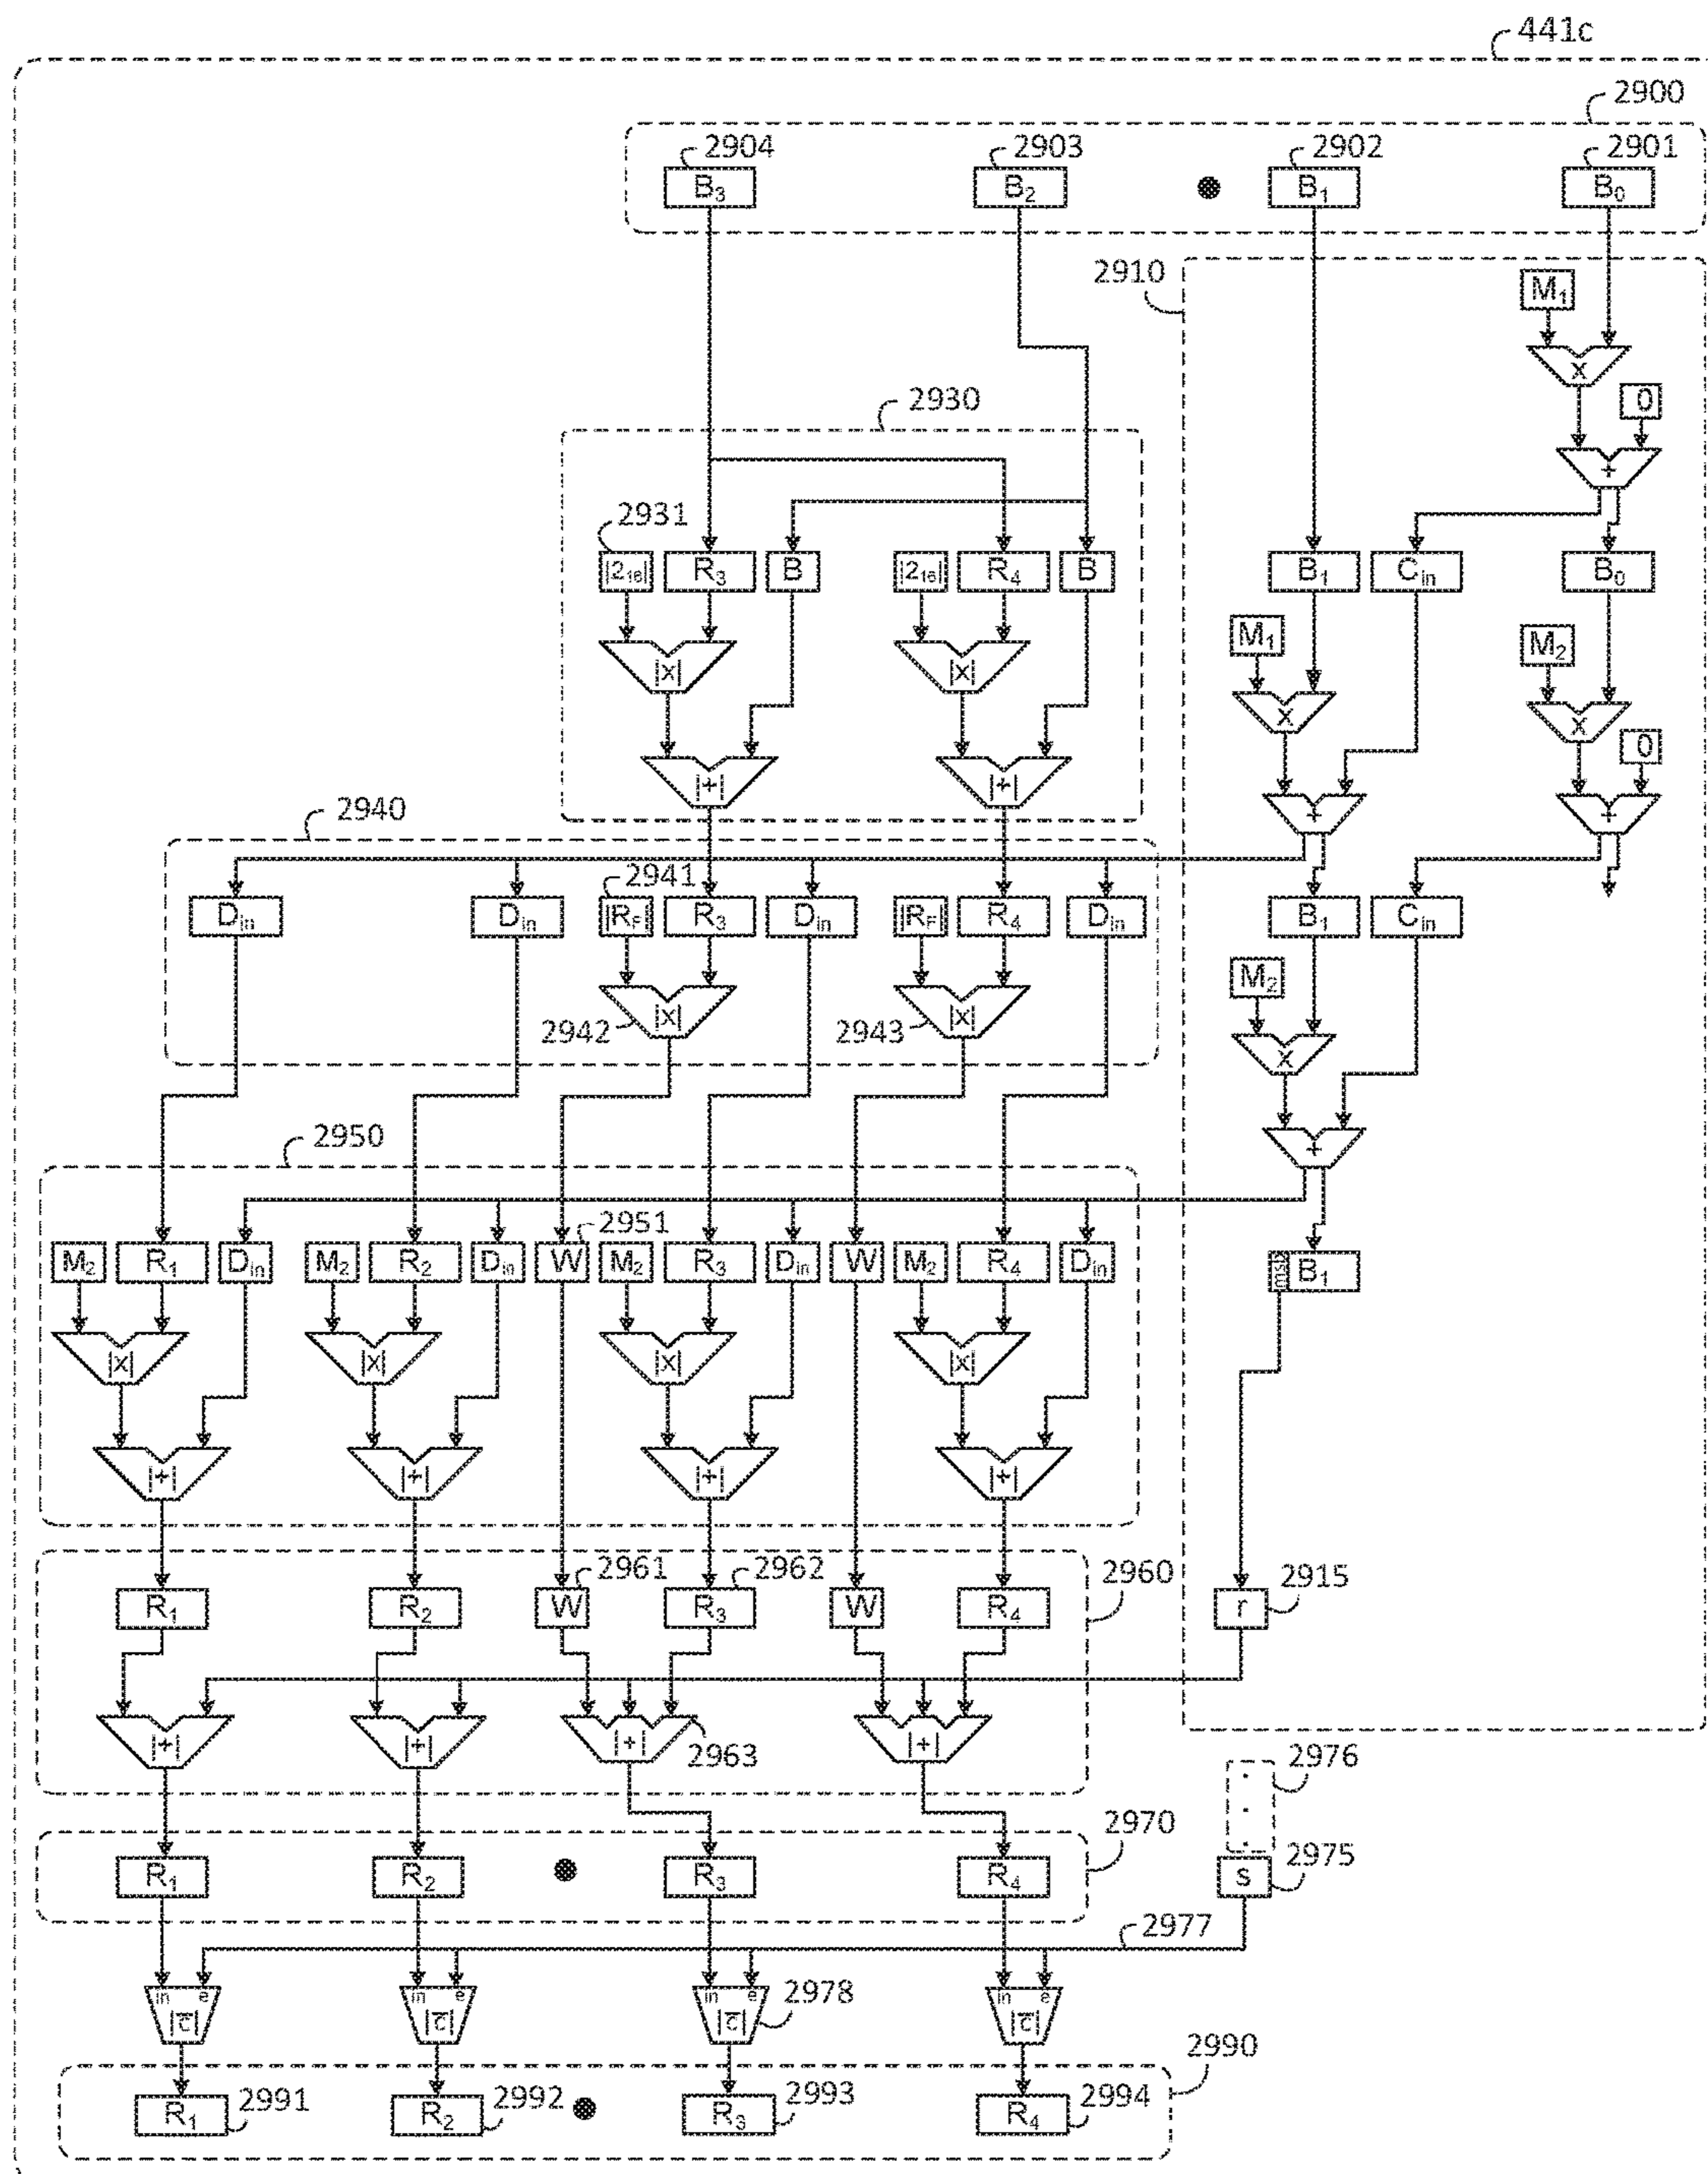 441c
2900
2904 2903 2902 2901
B3 B2 B1 B0
2910
M1
x
0
2930
+
2931
|216| R3 B |216| R4 B B1 Cin B0
M1 M2
|x| |x| x x
0
|+| |+| + +
2940
2941
Din Din |RF| R3 Din |RF| R4 Din B1 Cin
M2
2942 |x| 2943 |x|
x
2950
+
2951
M2 R1 Din M2 R2 Din W M2 R3 Din W M2 R4 Din msb B1
|x| |x| |x| |x|
|+| |+| |+| |+|
2961 2962 2960 2915
R1 R2 W R3 W R4 r
|+| |+| |+| 2963 |+|
2976
2970
2975
R1 R2 R3 R4 s
2977
in e in e in e in e
2978
2990
R1 2991 R2 2992 R3 2993 R4 2994